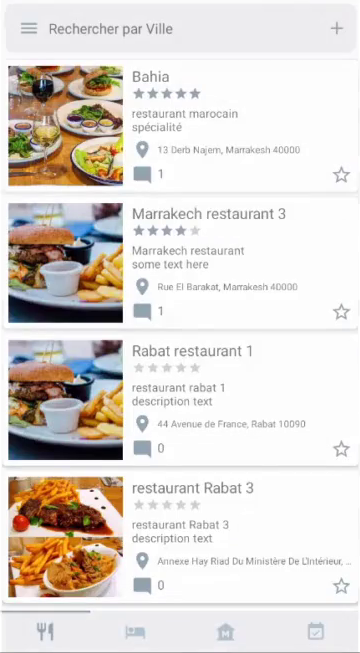 Rechercher par Ville
Bahia
restaurant marocain
spécialité
13 Derb Najem, Marrakesh 40000
1
Marrakech restaurant 3
Marrakech restaurant
some text here
Rue El Barakat, Marrakesh 40000
1
Rabat restaurant 1
restaurant rabat 1
description text
44 Avenue de France, Rabat 10090
0
restaurant Rabat 3
restaurant Rabat 3
description text
Annexe Hay Riad Du Ministère De L'intérieur, ...
0